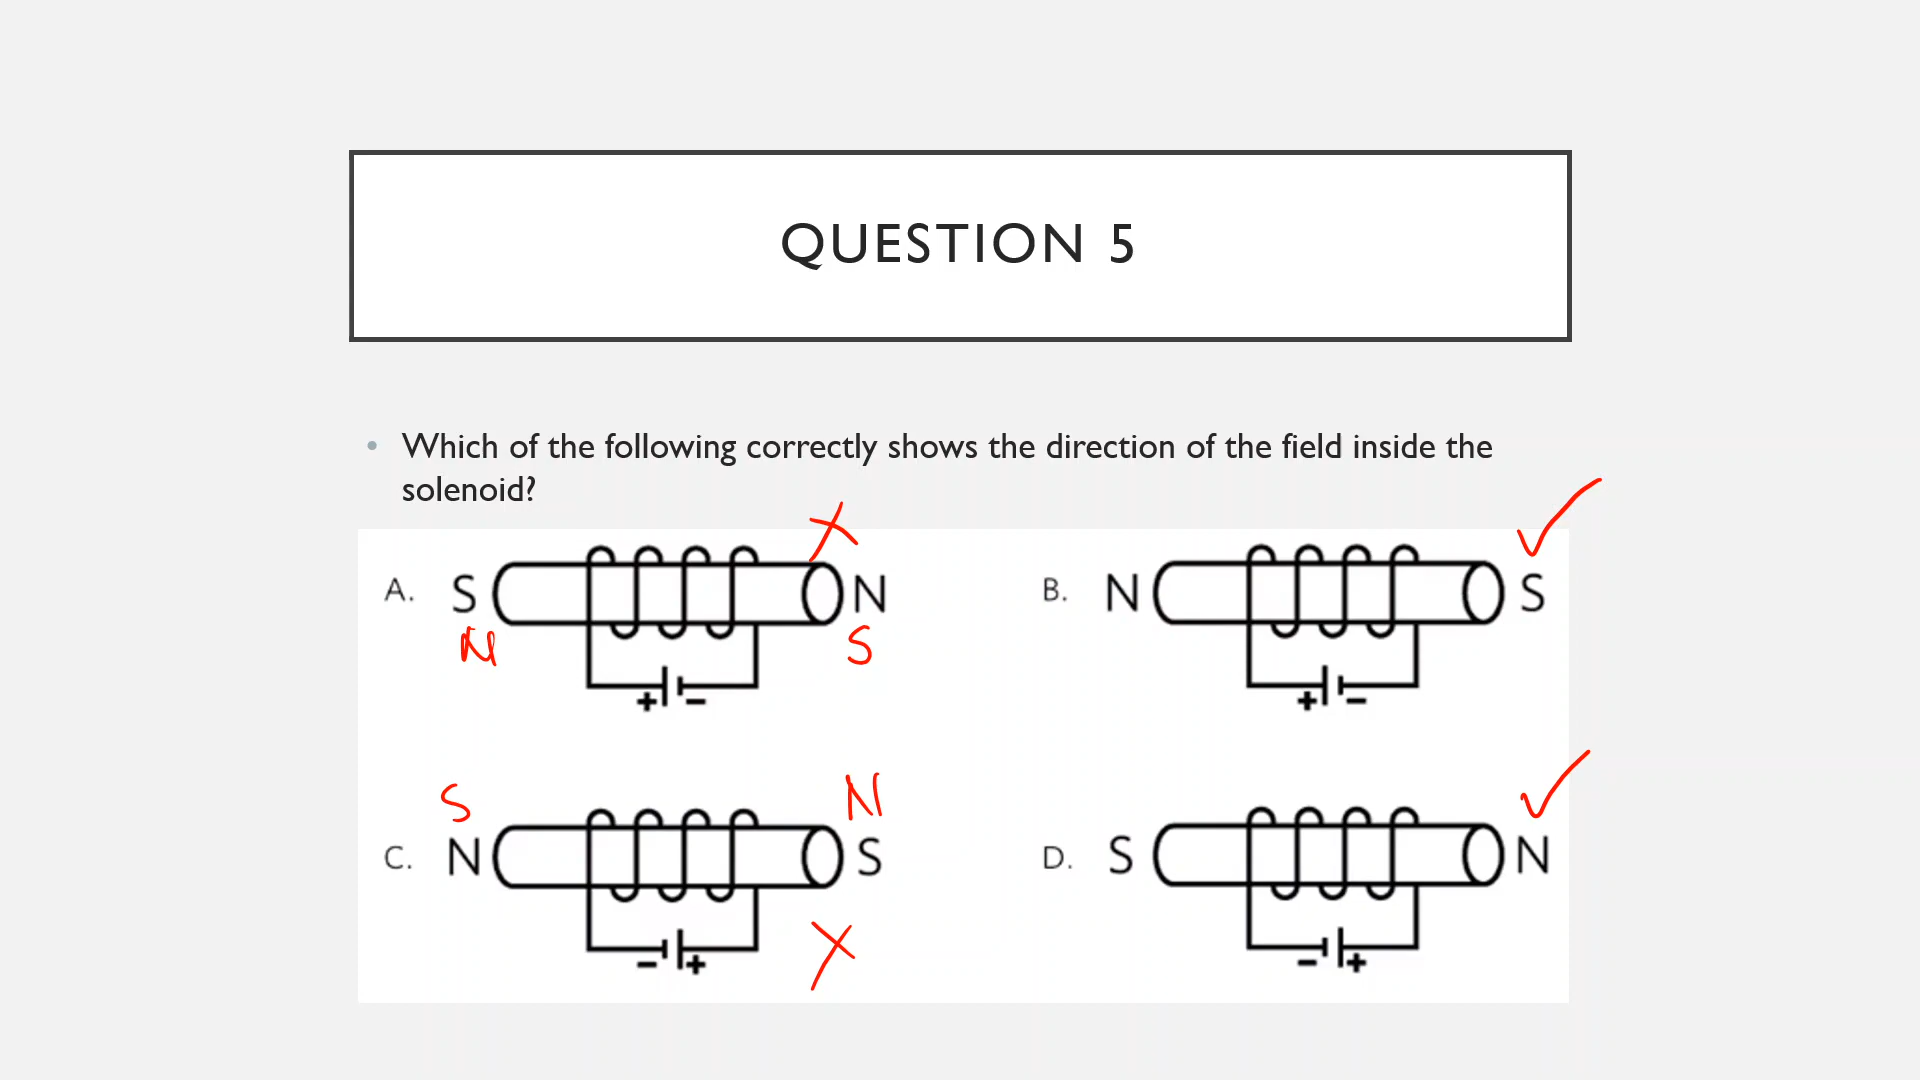 QUESTION 5
• Which of the following correctly shows the direction of the field inside the
solenoid?
A. S N
N S
+ -
B. N S
+ -
S N
C. N S
- +
D. S N
- +